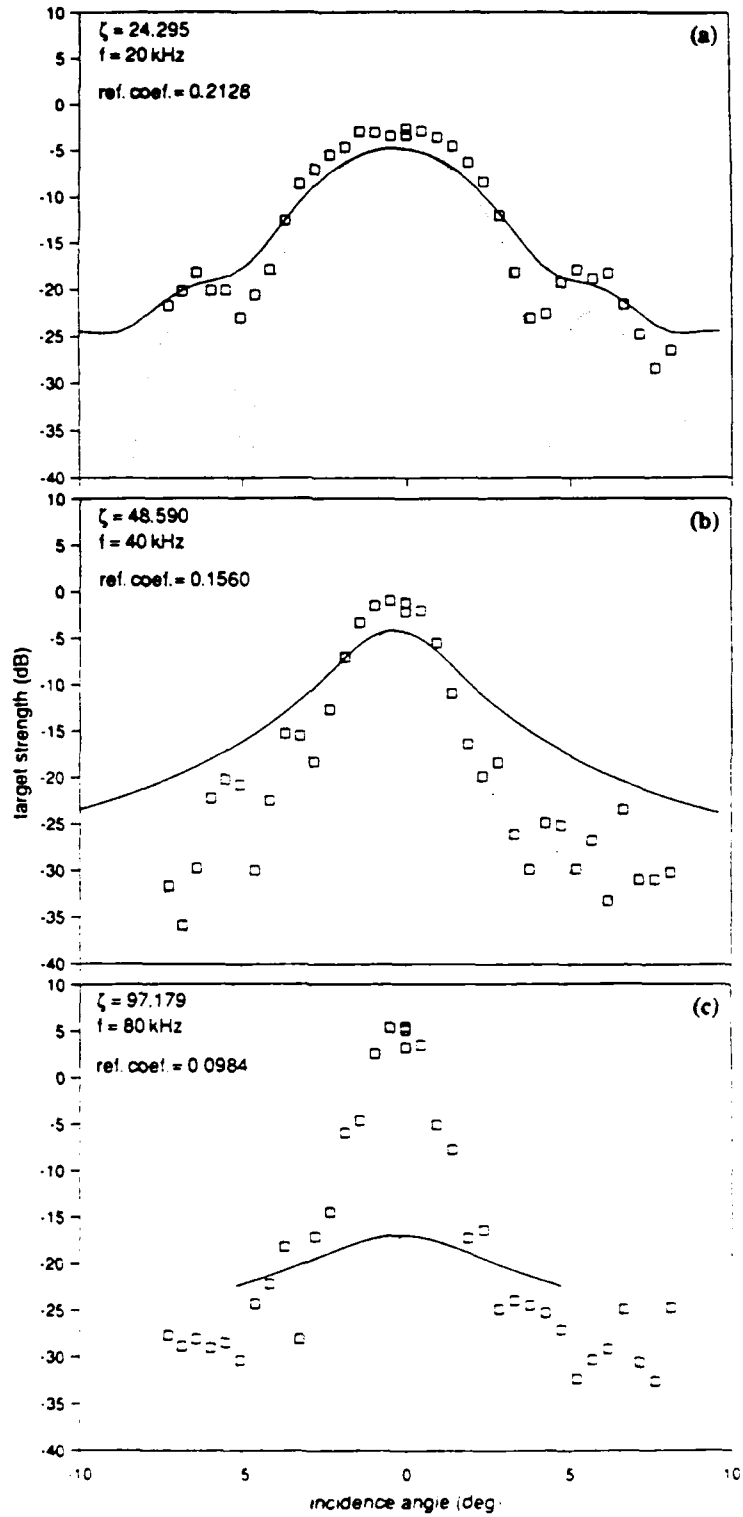 10
5
0
-5
-10
-15
-20
-25
-30
-35
-40
ζ = 24.295
f = 20 kHz
ref. coef. = 0.2128
(a)
10
5
0
-5
-10
-15
-20
-25
-30
-35
-40
ζ = 48.590
f = 40 kHz
ref. coef. = 0.1560
(b)
target strength (dB)
10
5
0
-5
-10
-15
-20
-25
-30
-35
-40
ζ = 97.179
f = 80 kHz
ref. coef. = 0 0984
(c)
-10 5 0 5 10
incidence angle (deg